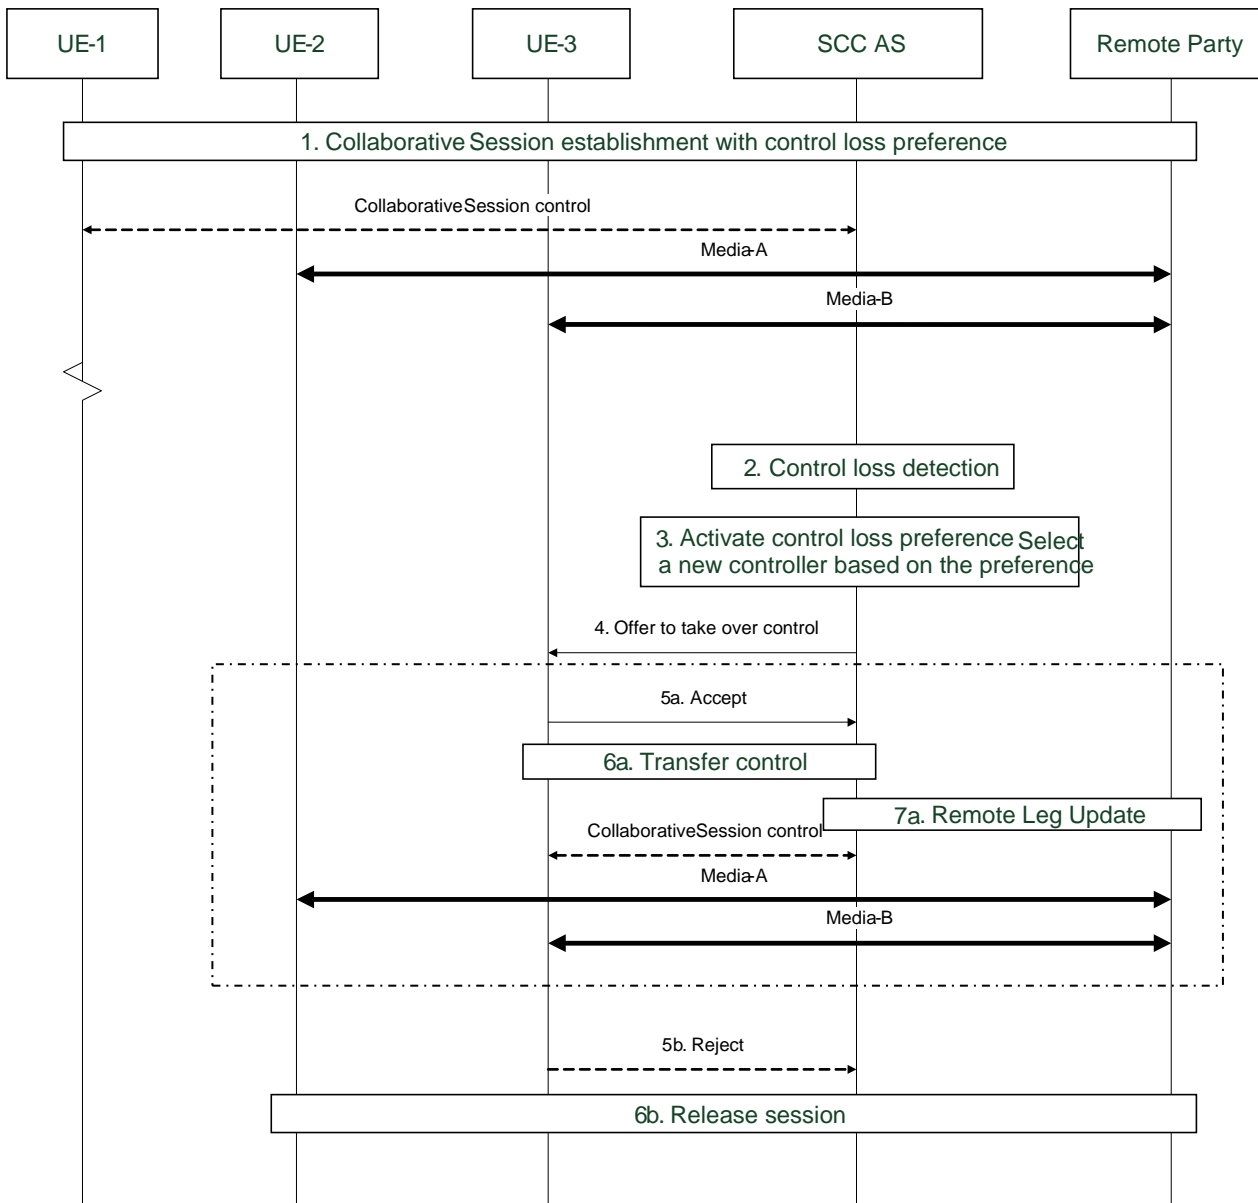 UE-1
UE-2
UE-3
SCC AS
Remote Party
1. Collaborative Session establishment with control loss preference
CollaborativeSession control
Media-A
Media-B
2. Control loss detection
3. Activate control loss preference Select
a new controller based on the preference
4. Offer to take over control
5a. Accept
6a. Transfer control
7a. Remote Leg Update
CollaborativeSession control
Media-A
Media-B
5b. Reject
6b. Release session